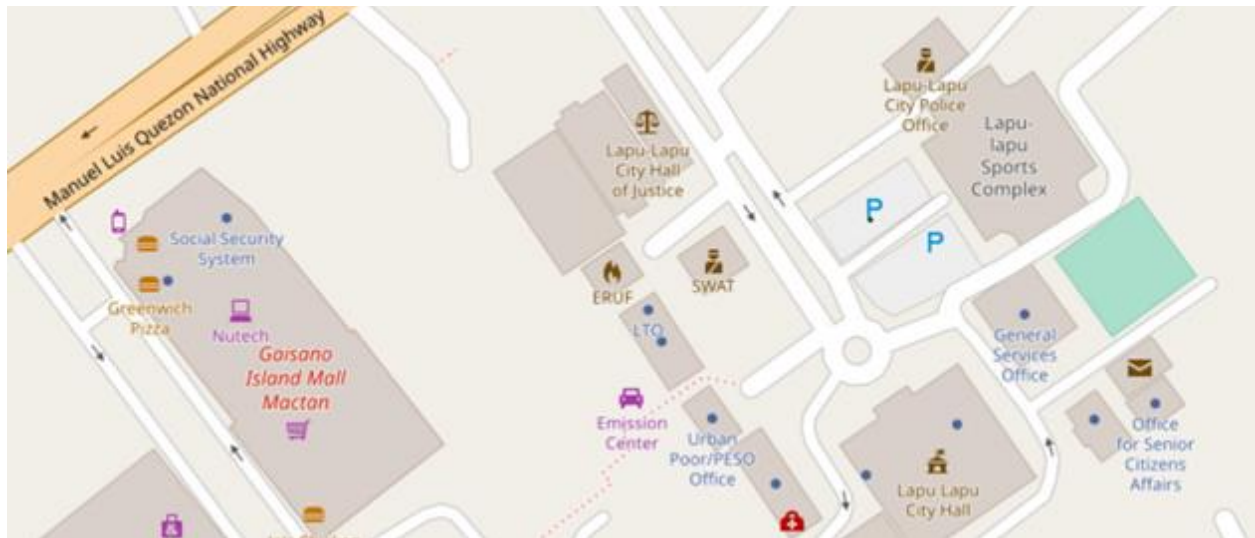 Manuel Luis Quezon National Highway
Social Security
System
Greenwich
Pizza
Nutech
Gaisano
Island Mall
Mactan
Lapu-Lapu
City Hall
of Justice
ERUF
SWAT
LTO
Emission
Center
Urban
Poor/PESO
Office
Lapu-Lapu
City Police
Office
Lapu-
lapu
Sports
Complex
P
P
General
Services
Office
Office
for Senior
Citizens
Affairs
Lapu Lapu
City Hall